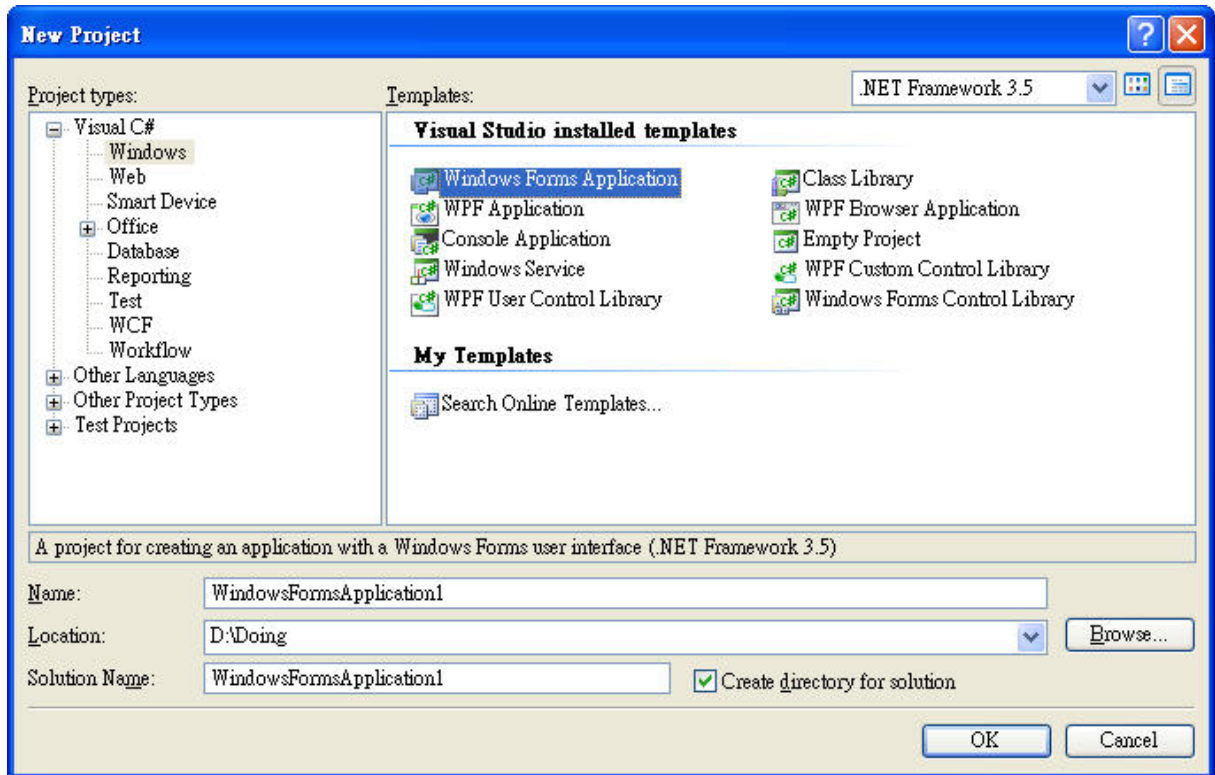 New Project
Project types:
Templates:
.NET Framework 3.5
Visual C#
Windows
Web
Smart Device
Office
Database
Reporting
Test
WCF
Workflow
Other Languages
Other Project Types
Test Projects
Visual Studio installed templates
Windows Forms Application
WPF Application
Console Application
Windows Service
WPF User Control Library
Class Library
WPF Browser Application
Empty Project
WPF Custom Control Library
Windows Forms Control Library
My Templates
Search Online Templates...
A project for creating an application with a Windows Forms user interface (.NET Framework 3.5)
Name:
WindowsFormsApplication1
Location:
D:\Doing
Browse...
Solution Name:
WindowsFormsApplication1
Create directory for solution
OK
Cancel